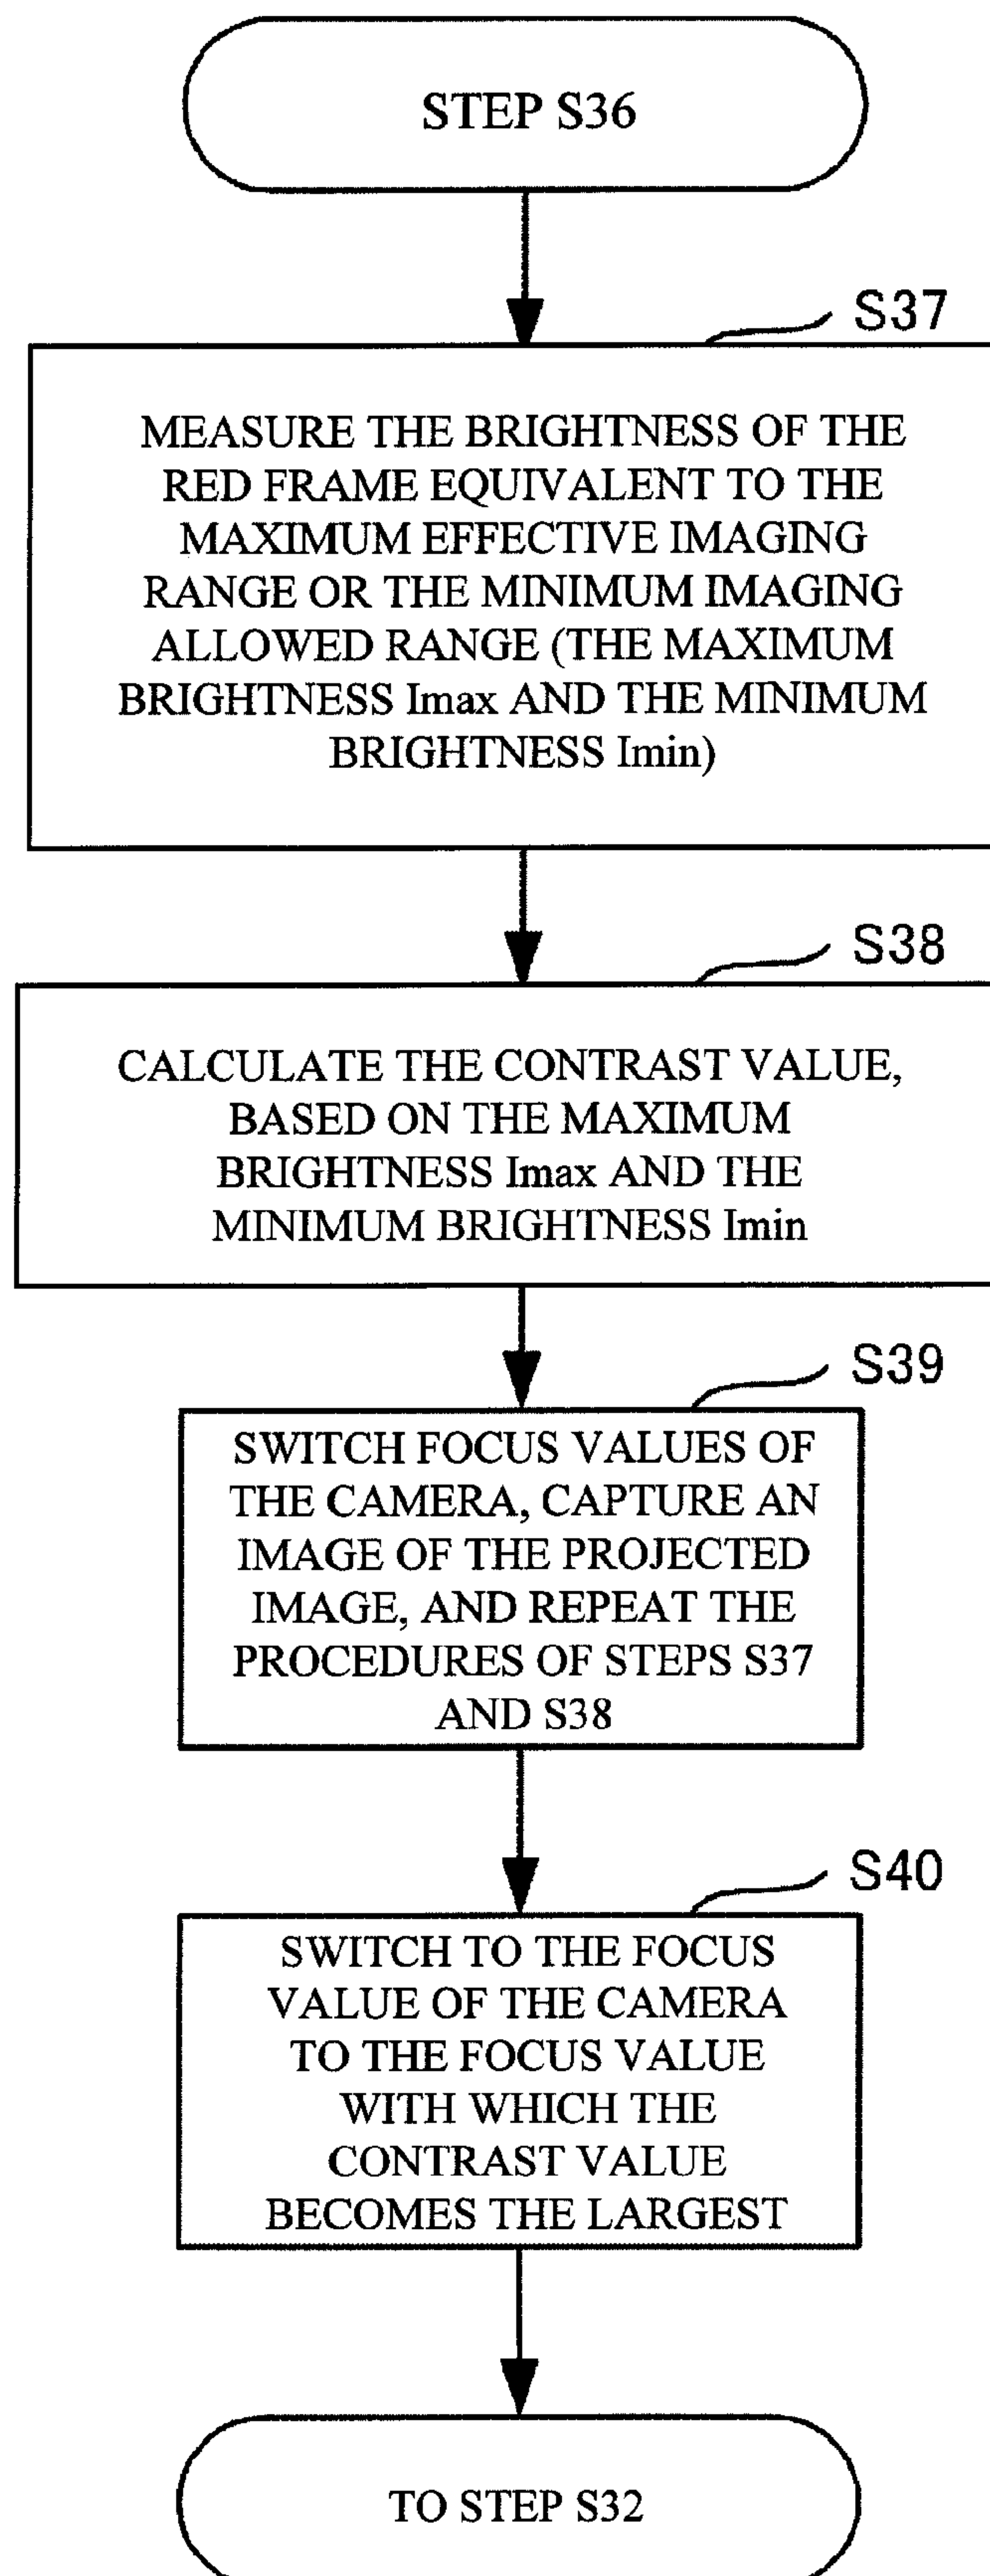 STEP S36
S37
MEASURE THE BRIGHTNESS OF THE
RED FRAME EQUIVALENT TO THE
MAXIMUM EFFECTIVE IMAGING
RANGE OR THE MINIMUM IMAGING
ALLOWED RANGE (THE MAXIMUM
BRIGHTNESS Imax AND THE MINIMUM
BRIGHTNESS Imin)
S38
CALCULATE THE CONTRAST VALUE,
BASED ON THE MAXIMUM
BRIGHTNESS Imax AND THE
MINIMUM BRIGHTNESS Imin
S39
SWITCH FOCUS VALUES OF
THE CAMERA, CAPTURE AN
IMAGE OF THE PROJECTED
IMAGE, AND REPEAT THE
PROCEDURES OF STEPS S37
AND S38
S40
SWITCH TO THE FOCUS
VALUE OF THE CAMERA
TO THE FOCUS VALUE
WITH WHICH THE
CONTRAST VALUE
BECOMES THE LARGEST
TO STEP S32